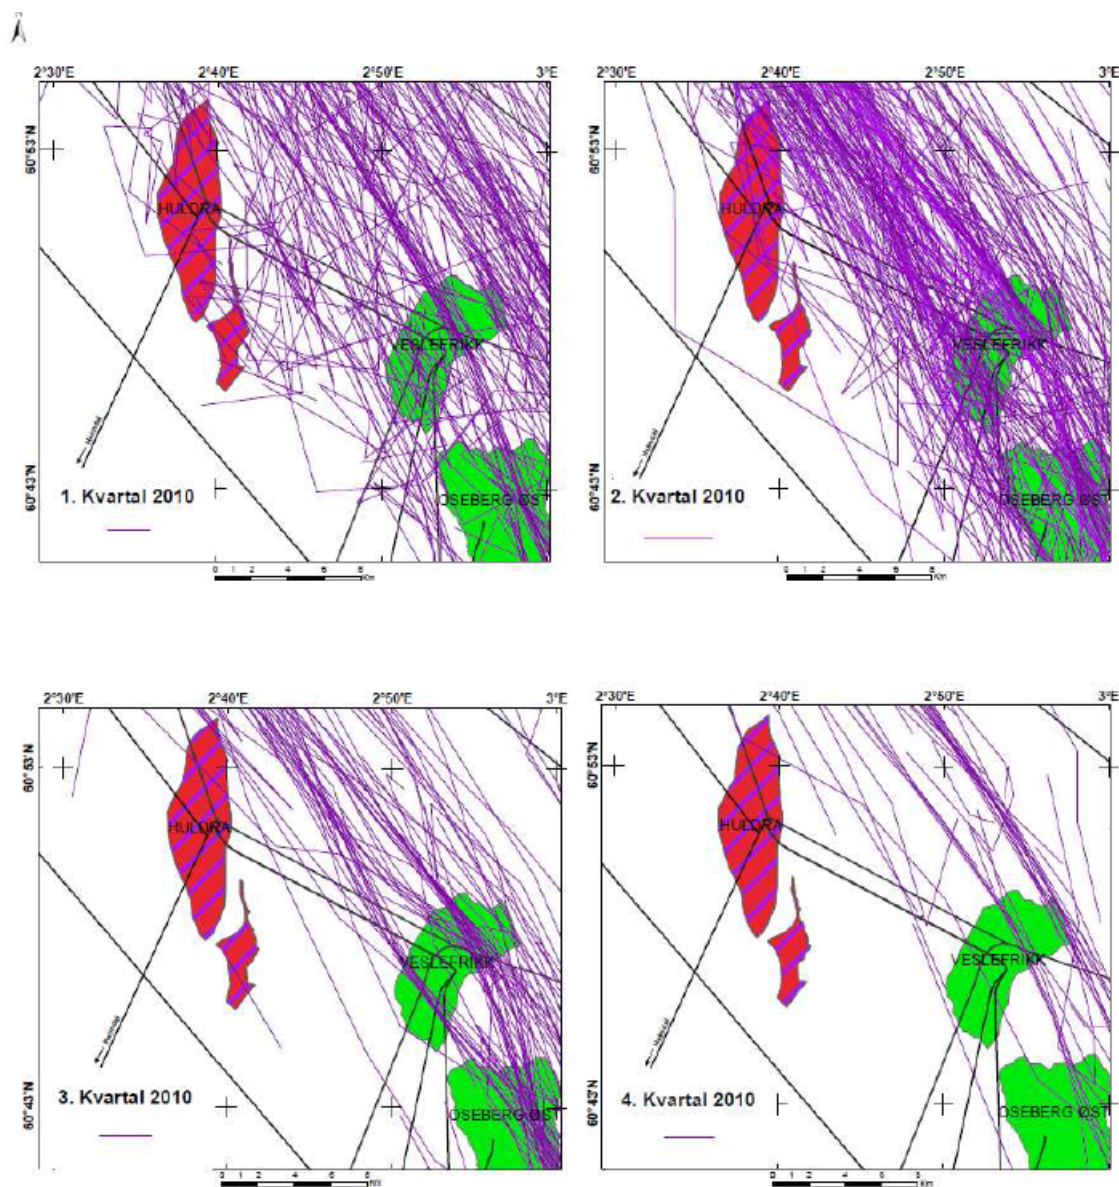 2°30'E 2°40'E 2°50'E 3°E
60°53'N
HULDRA
VESLEFRIKK
Heimdal
60°43'N
1. Kvartal 2010
OSEBERG ØST
0 1 2 4 6 8
Km
2°30'E 2°40'E 2°50'E 3°E
60°53'N
HULDRA
VESLEFRIKK
Heimdal
60°43'N
2. Kvartal 2010
OSEBERG ØST
0 1 2 4 6 8
Km
2°30'E 2°40'E 2°50'E 3°E
60°53'N
HULDRA
VESLEFRIKK
Heimdal
60°43'N
3. Kvartal 2010
OSEBERG ØST
0 1 2 4 6 8
Km
2°30'E 2°40'E 2°50'E 3°E
60°53'N
HULDRA
VESLEFRIKK
Heimdal
60°43'N
4. Kvartal 2010
OSEBERG ØST
0 1 2 4 6 8
Km